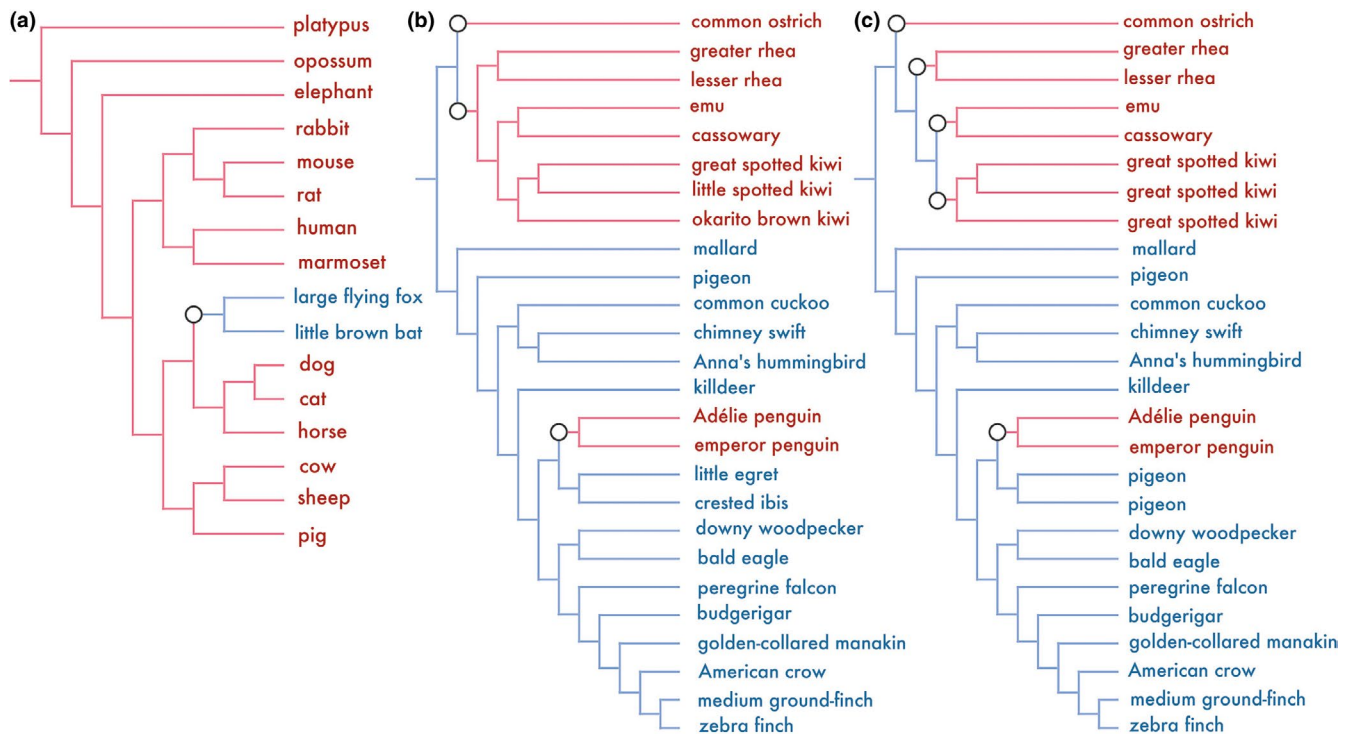 (a)
platypus
opossum
elephant
rabbit
mouse
rat
human
marmoset
large flying fox
little brown bat
dog
cat
horse
cow
sheep
pig
(b)
common ostrich
greater rhea
lesser rhea
emu
cassowary
great spotted kiwi
little spotted kiwi
okarito brown kiwi
mallard
pigeon
common cuckoo
chimney swift
Anna's hummingbird
killdeer
Adélie penguin
emperor penguin
little egret
crested ibis
downy woodpecker
bald eagle
peregrine falcon
budgerigar
golden-collared manakin
American crow
medium ground-finch
zebra finch
(c)
common ostrich
greater rhea
lesser rhea
emu
cassowary
great spotted kiwi
great spotted kiwi
great spotted kiwi
mallard
pigeon
common cuckoo
chimney swift
Anna's hummingbird
killdeer
Adélie penguin
emperor penguin
pigeon
pigeon
downy woodpecker
bald eagle
peregrine falcon
budgerigar
golden-collared manakin
American crow
medium ground-finch
zebra finch